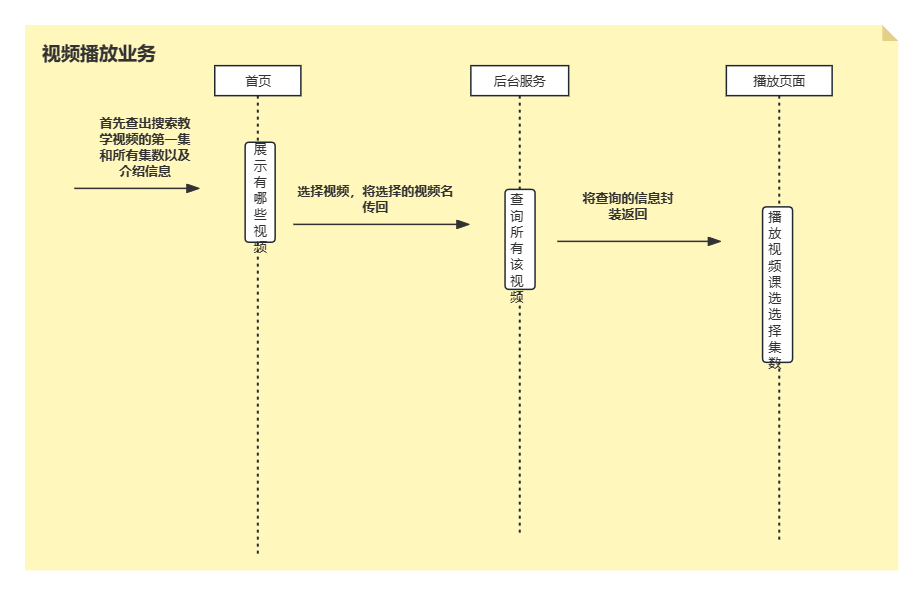 视频播放业务
首页
后台服务
播放页面
首先查出搜索教
学视频的第一集
和所有集数以及
介绍信息
展
示
有
哪
些
视
频
选择视频，将选择的视频名
传回
查
询
所
有
该
视
频
将查询的信息封
装返回
播
放
视
频
课
选
选
择
集
数